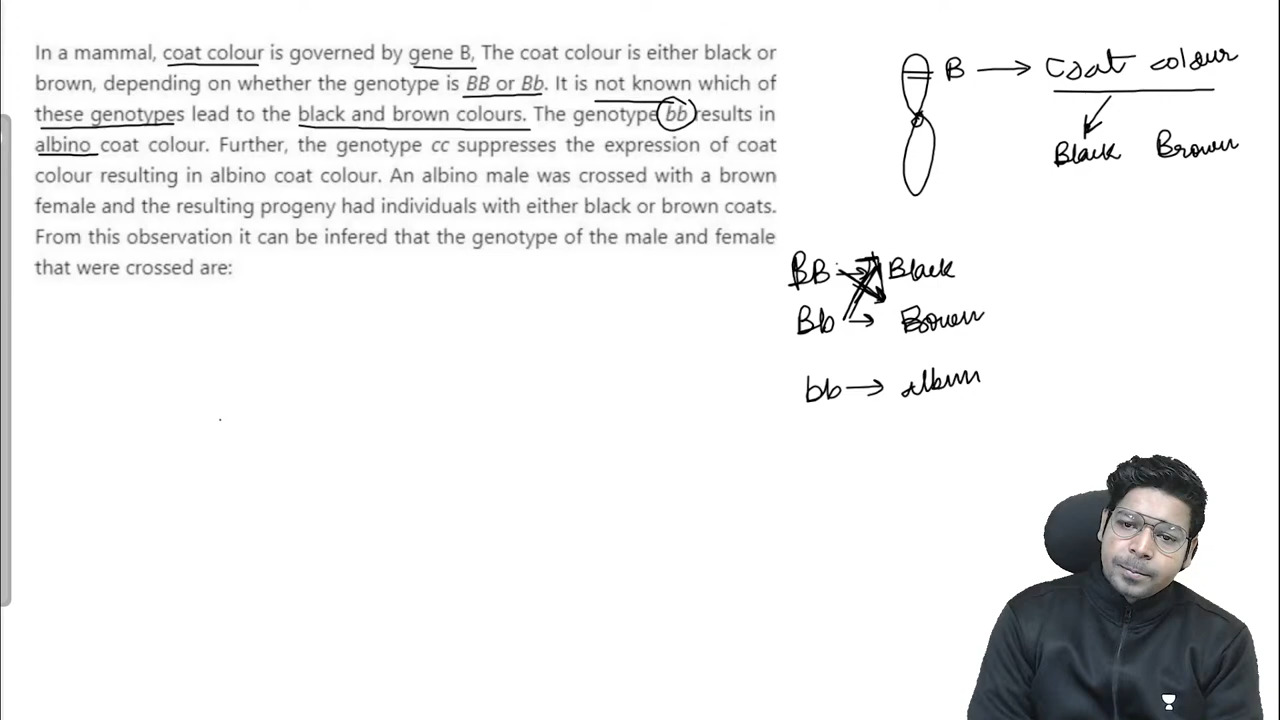 In a mammal, coat colour is governed by gene B, The coat colour is either black or
brown, depending on whether the genotype is BB or Bb. It is not known which of
these genotypes lead to the black and brown colours. The genotype bb results in
albino coat colour. Further, the genotype cc suppresses the expression of coat
colour resulting in albino coat colour. An albino male was crossed with a brown
female and the resulting progeny had individuals with either black or brown coats.
From this observation it can be infered that the genotype of the male and female
that were crossed are:
B → Coat colour
Black Brown
BB → Black
Bb → Brown
bb →